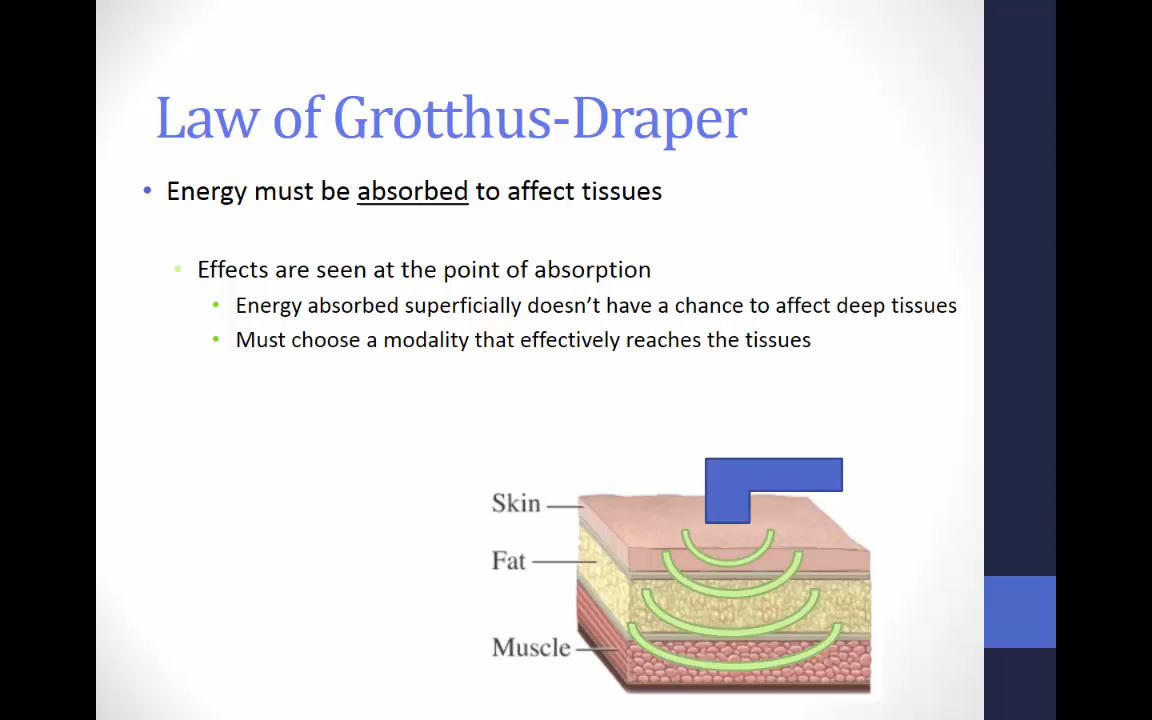 Law of Grotthus-Draper
• Energy must be absorbed to affect tissues
• Effects are seen at the point of absorption
• Energy absorbed superficially doesn’t have a chance to affect deep tissues
• Must choose a modality that effectively reaches the tissues
Skin
Fat
Muscle